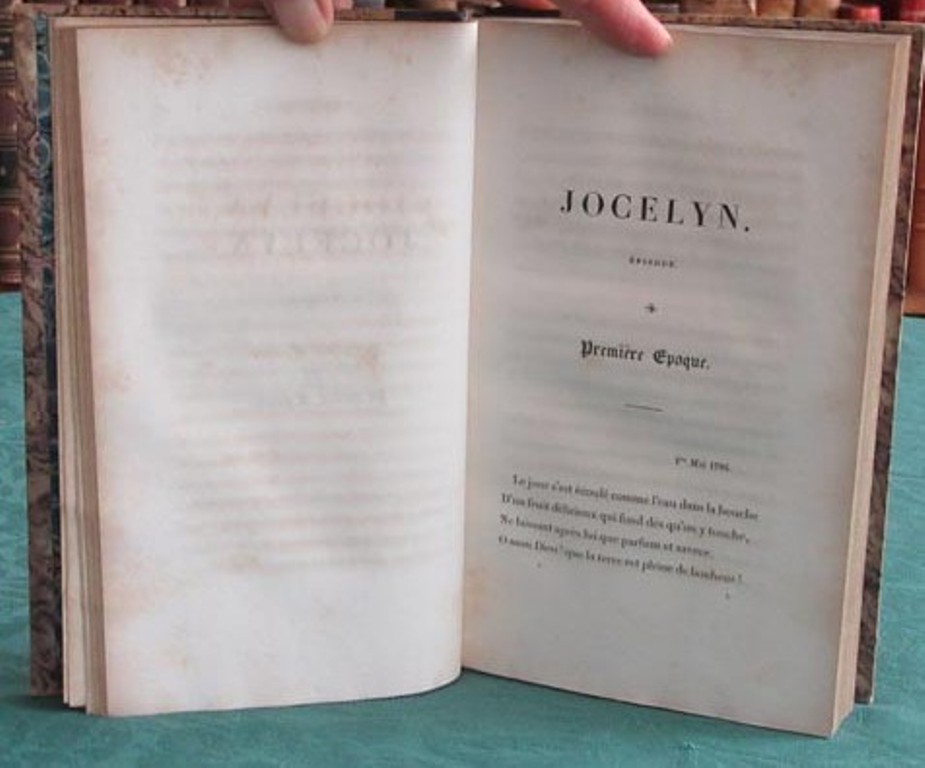 JOCELYN.
ÉPISODE.
Première Epoque.
1er Mai 1786.
Le jour s'est écoulé comme l'eau dans la bouche
D'un fruit délicieux qui fond dès qu'on y touche,
Ne laissant après lui que parfum et saveur.
O mon Dieu! que la terre est pleine de bonheur!